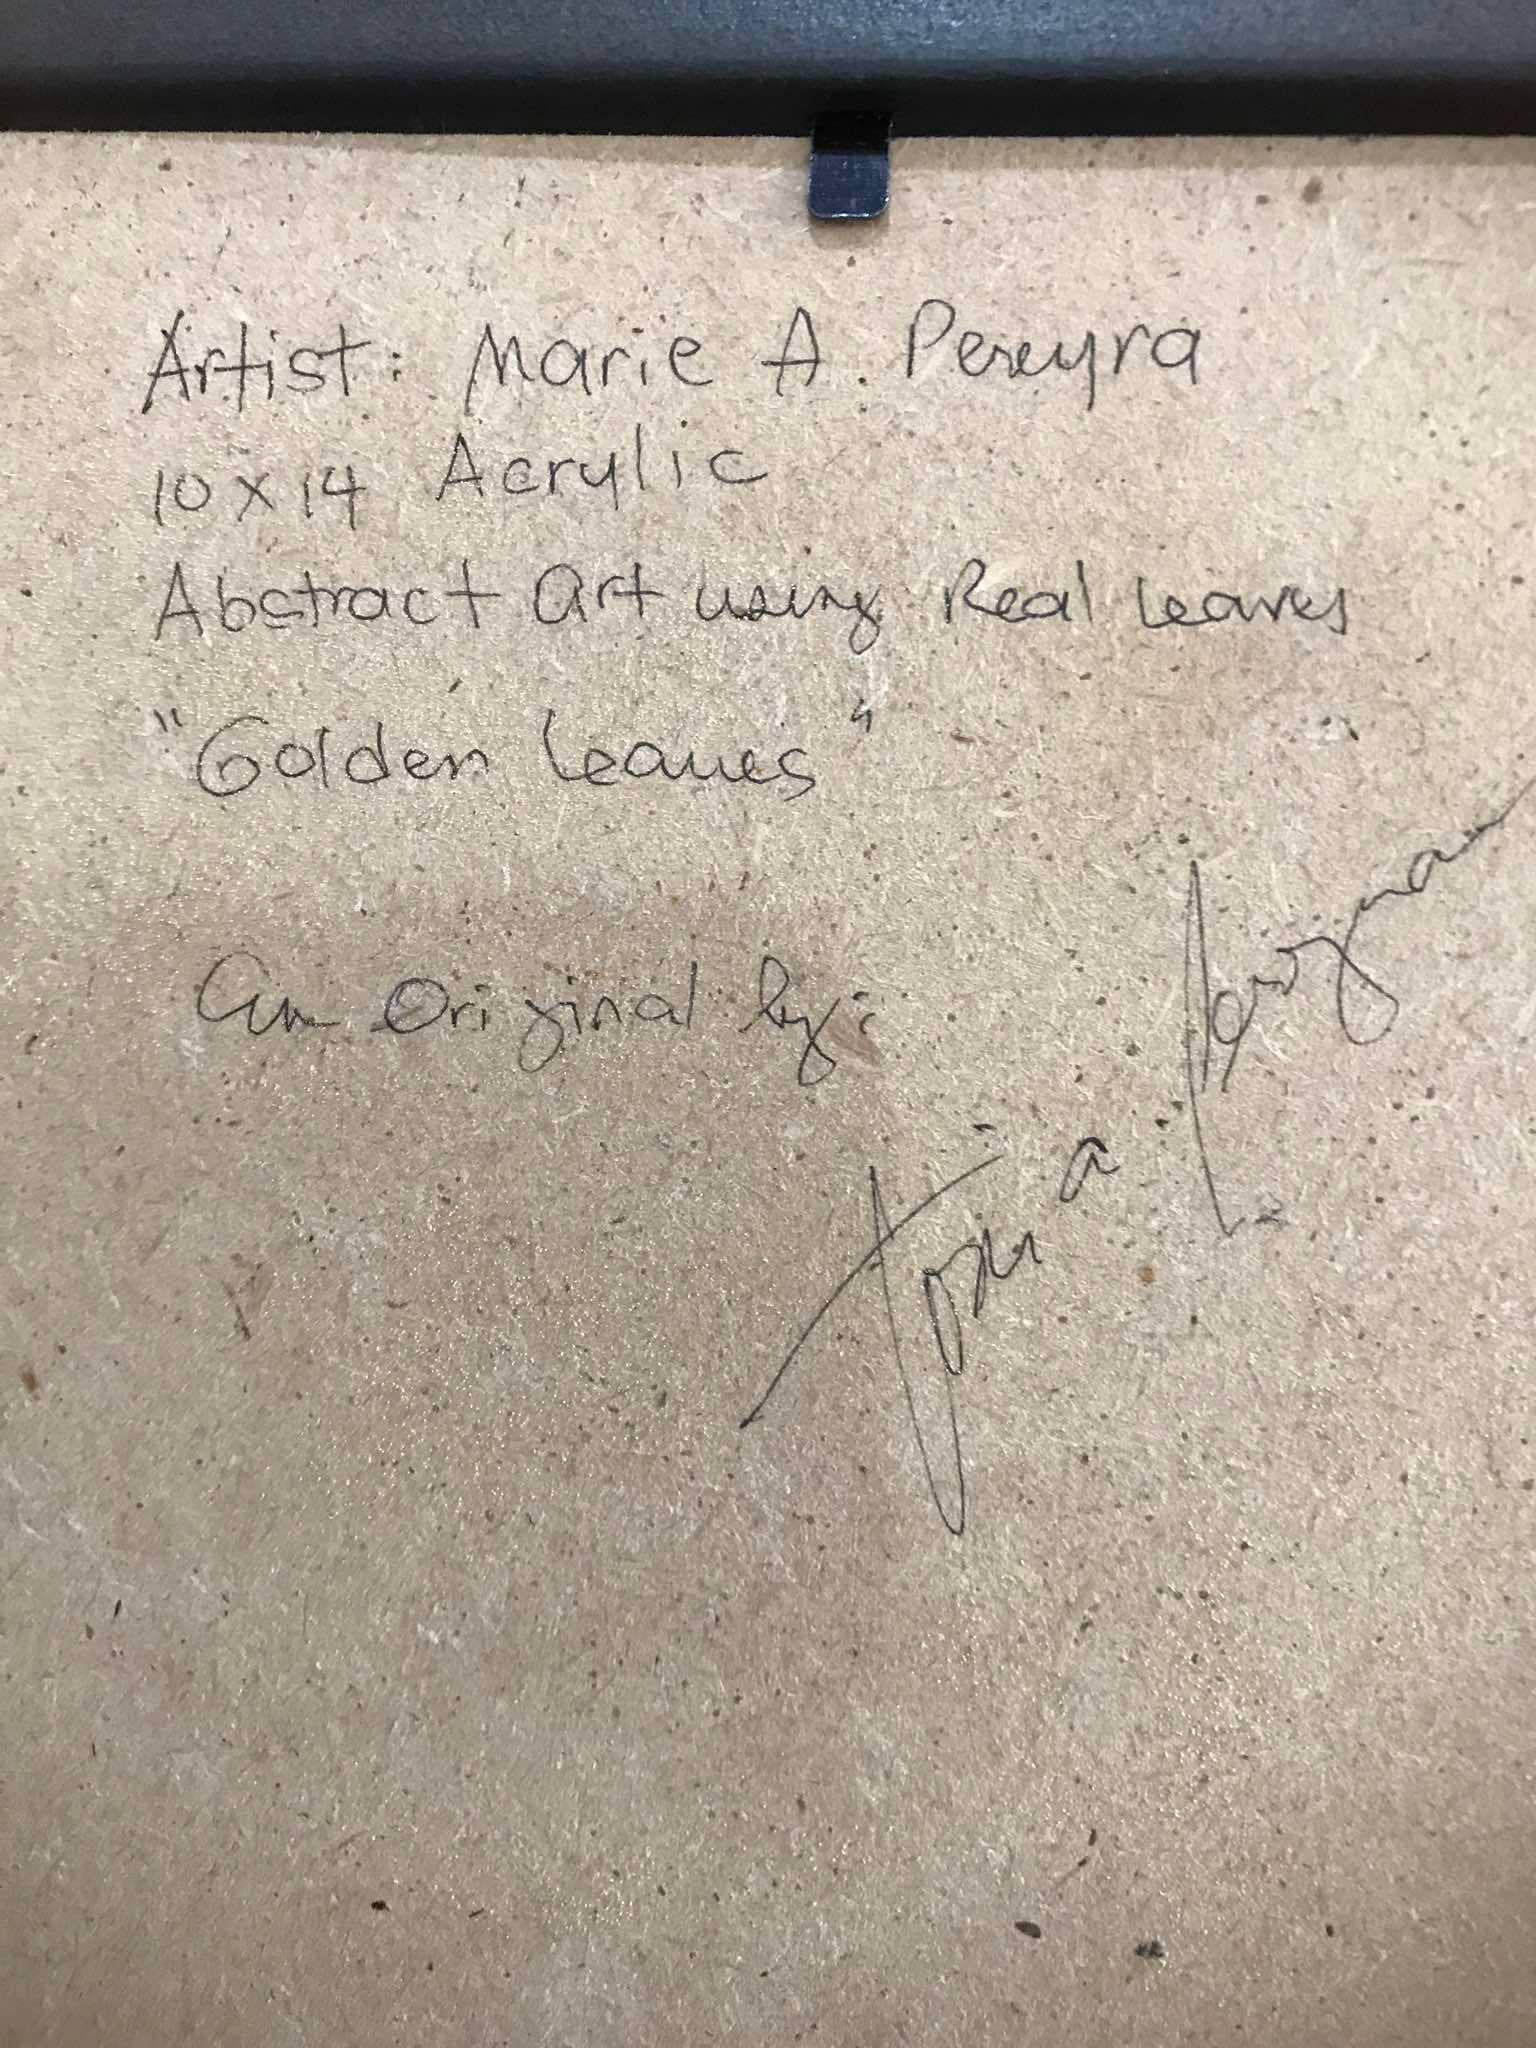 Artist: Marie A. Pereyra
10 x 14 Acrylic
Abstract Art using Real Leaves
"Golden Leaves"
An Original by: